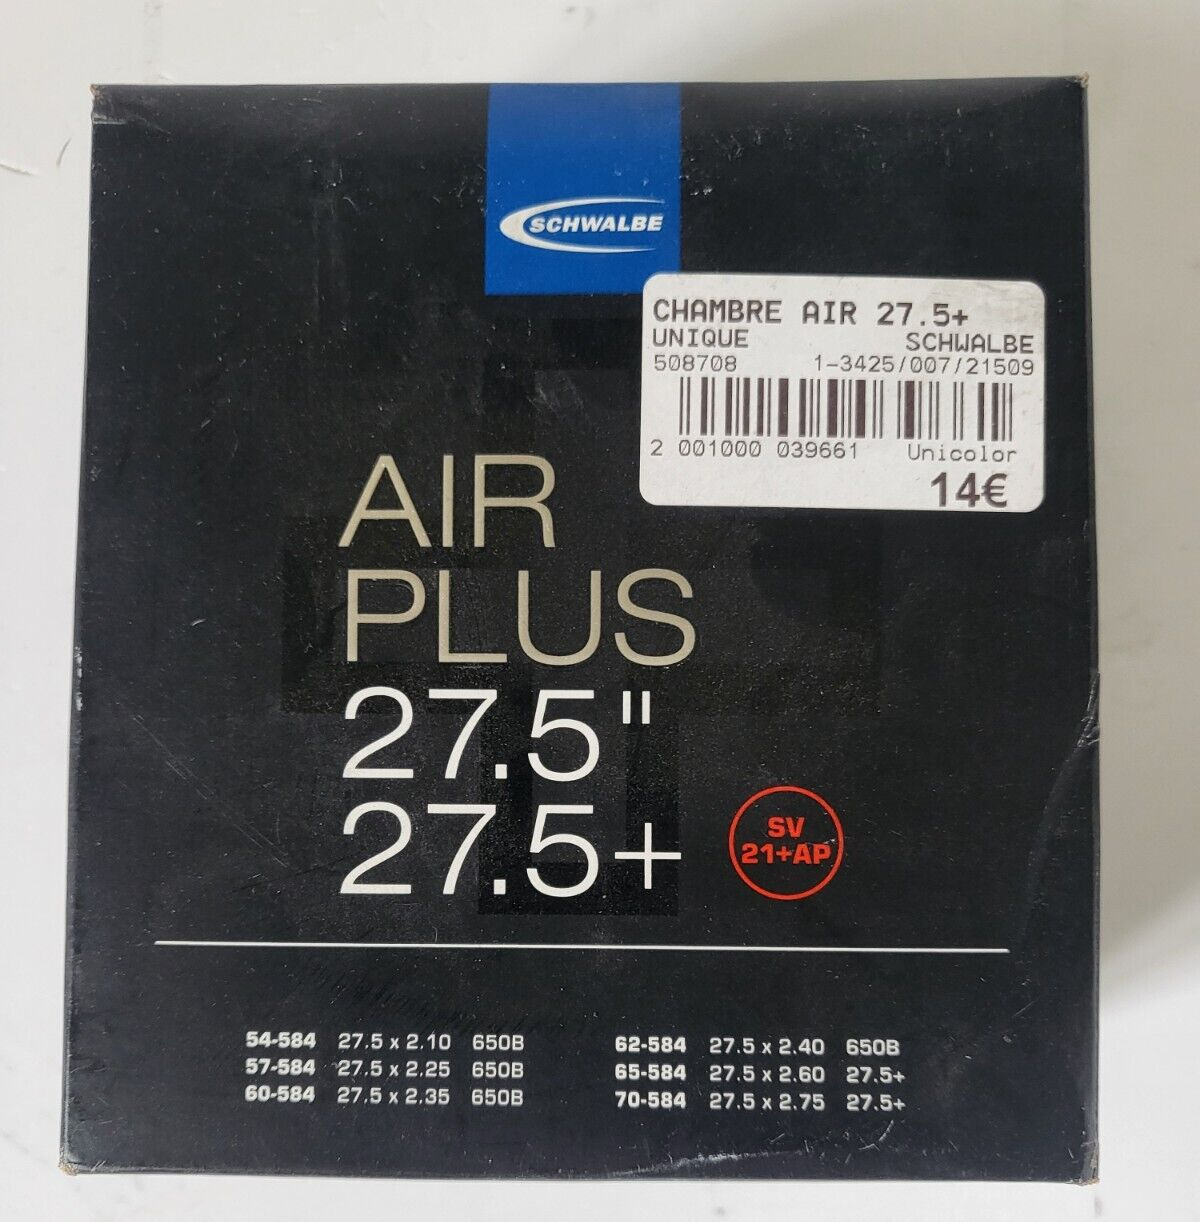 SCHWALBE
CHAMBRE AIR 27.5+
UNIQUE SCHWALBE
508708 1-3425/007/21509
2 001000 039661 Unicolor
14€
AIR
PLUS
27.5"
27.5+
SV
21+AP
54-584 27.5 x 2.10 650B
57-584 27.5 x 2.25 650B
60-584 27.5 x 2.35 650B
62-584 27.5 x 2.40 650B
65-584 27.5 x 2.60 27.5+
70-584 27.5 x 2.75 27.5+